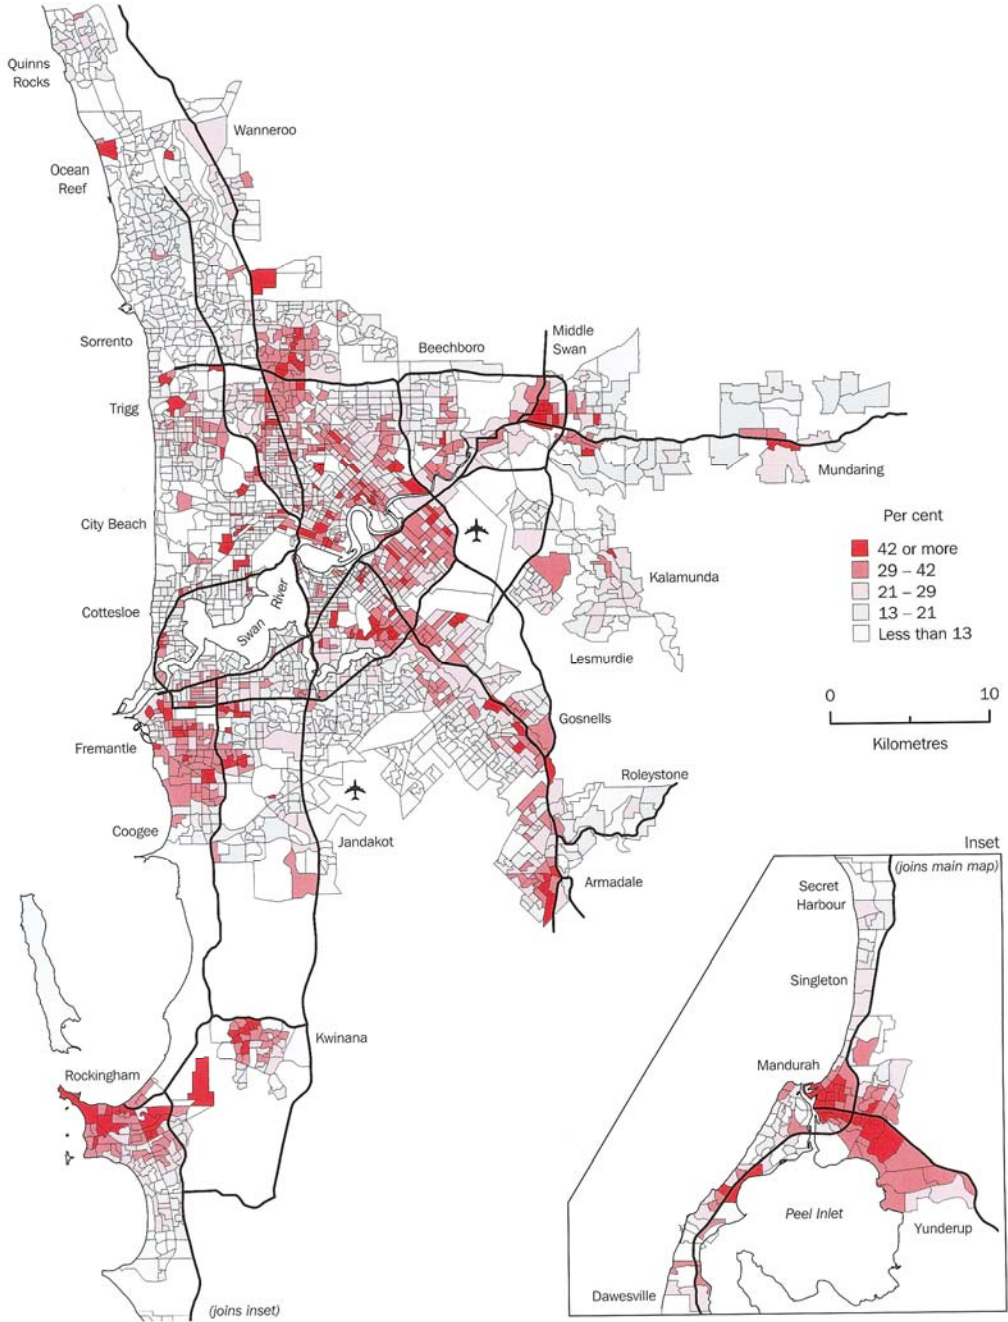 Quinns
Rocks
Wanneroo
Ocean
Reef
Sorrento
Beechboro
Middle
Swan
Trigg
Mundaring
City Beach
Per cent
42 or more
29 – 42
21 – 29
13 – 21
Less than 13
Kalamunda
Cottesloe
Swan River
Lesmurdie
0 10
Kilometres
Gosnells
Fremantle
Roleystone
Coogee
Jandakot
Armadale
Inset
(joins main map)
Secret
Harbour
Singleton
Kwinana
Rockingham
Mandurah
Peel Inlet
Yunderup
Dawesville
(joins inset)